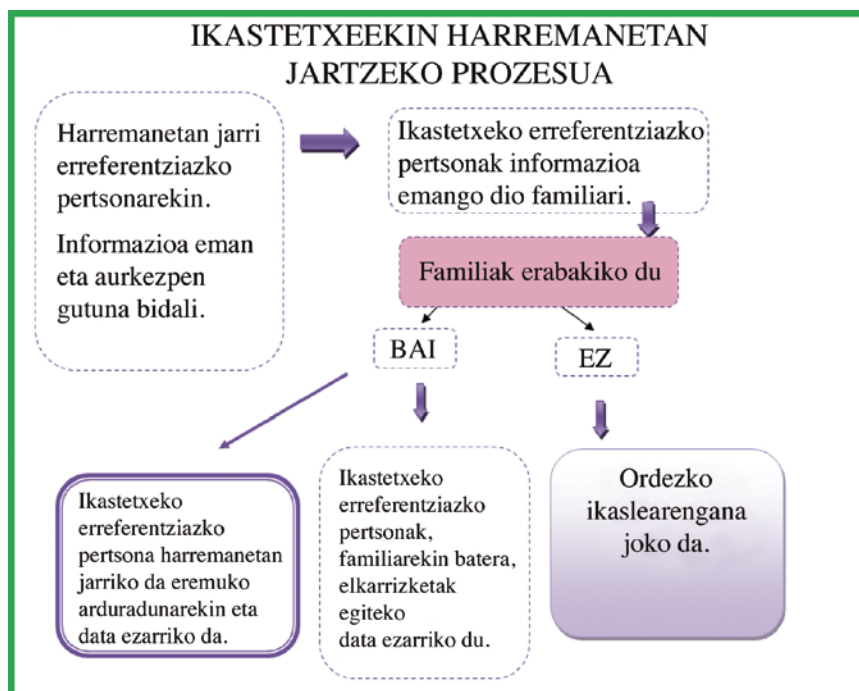 IKASTETXEEKIN HARREMANETAN
JARTZEKO PROZESUA
Harremanetan jarri
erreferentziazko
pertsonarekin.
Informazioa eman
eta aurkezpen
gutuna bidali.
Ikastetxeko erreferentziazko
pertsonak informazioa
emango dio familiari.
Familiak erabakiko du
BAI
EZ
Ikastetxeko
erreferentziazko
pertsona harremanetan
jarriko da eremuko
arduradunarekin eta
data ezarriko da.
Ikastetxeko
erreferentziazko
pertsonak,
familiarekin batera,
elkarrizketak
egiteko
data ezarriko du.
Ordezko
ikaslearengana
joko da.